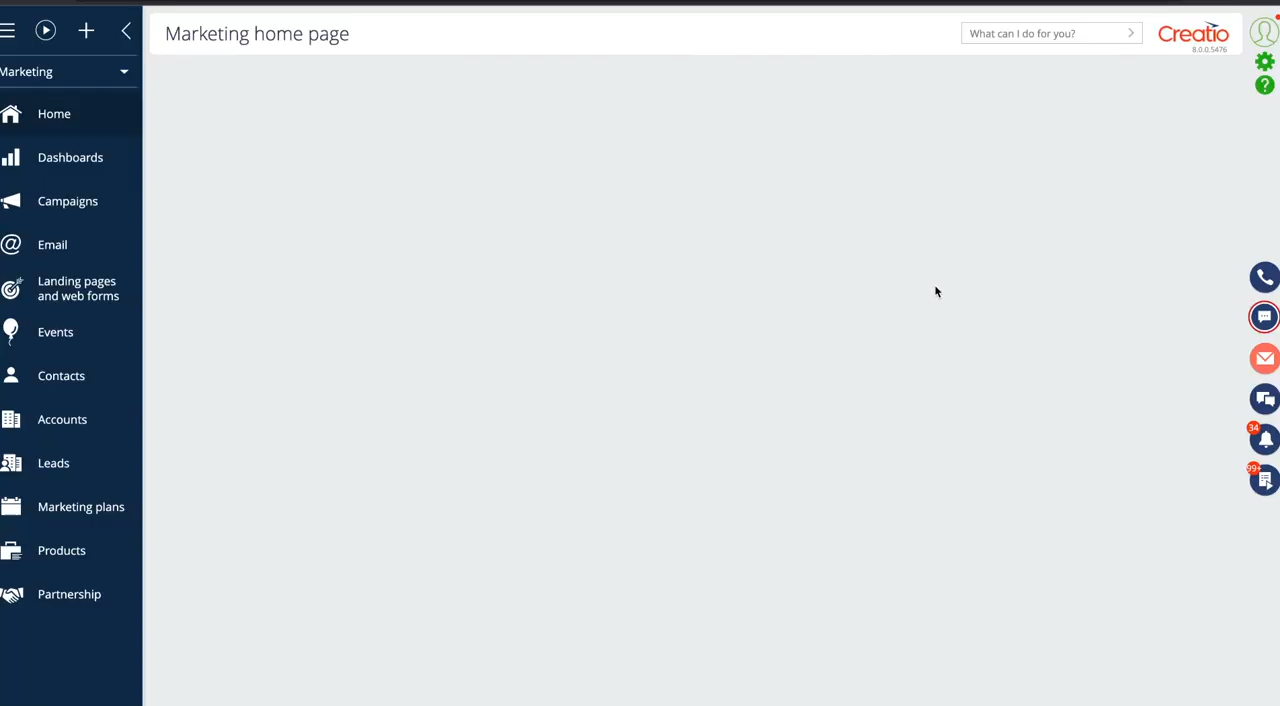 Marketing home page
What can I do for you?
Creatio
8.0.0.5476
Marketing
Home
Dashboards
Campaigns
Email
Landing pages
and web forms
Events
Contacts
Accounts
Leads
Marketing plans
Products
Partnership
34
99+